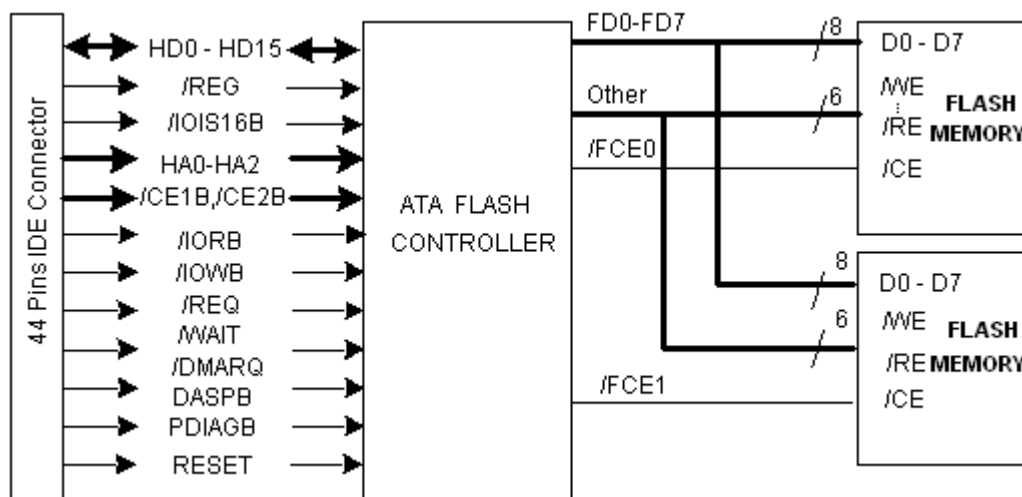 44 Pins IDE Connector
HD0 - HD15
/REG
/IOIS16B
HA0-HA2
/CE1B,/CE2B
/IORB
/IOWB
/REQ
/WAIT
/DMARQ
DASPB
PDIAGB
RESET
ATA FLASH
CONTROLLER
FD0-FD7
8
Other
6
/FCE0
D0 - D7
/WE
/RE
/CE
FLASH
MEMORY
8
6
/FCE1
D0 - D7
/WE
/RE
/CE
FLASH
MEMORY